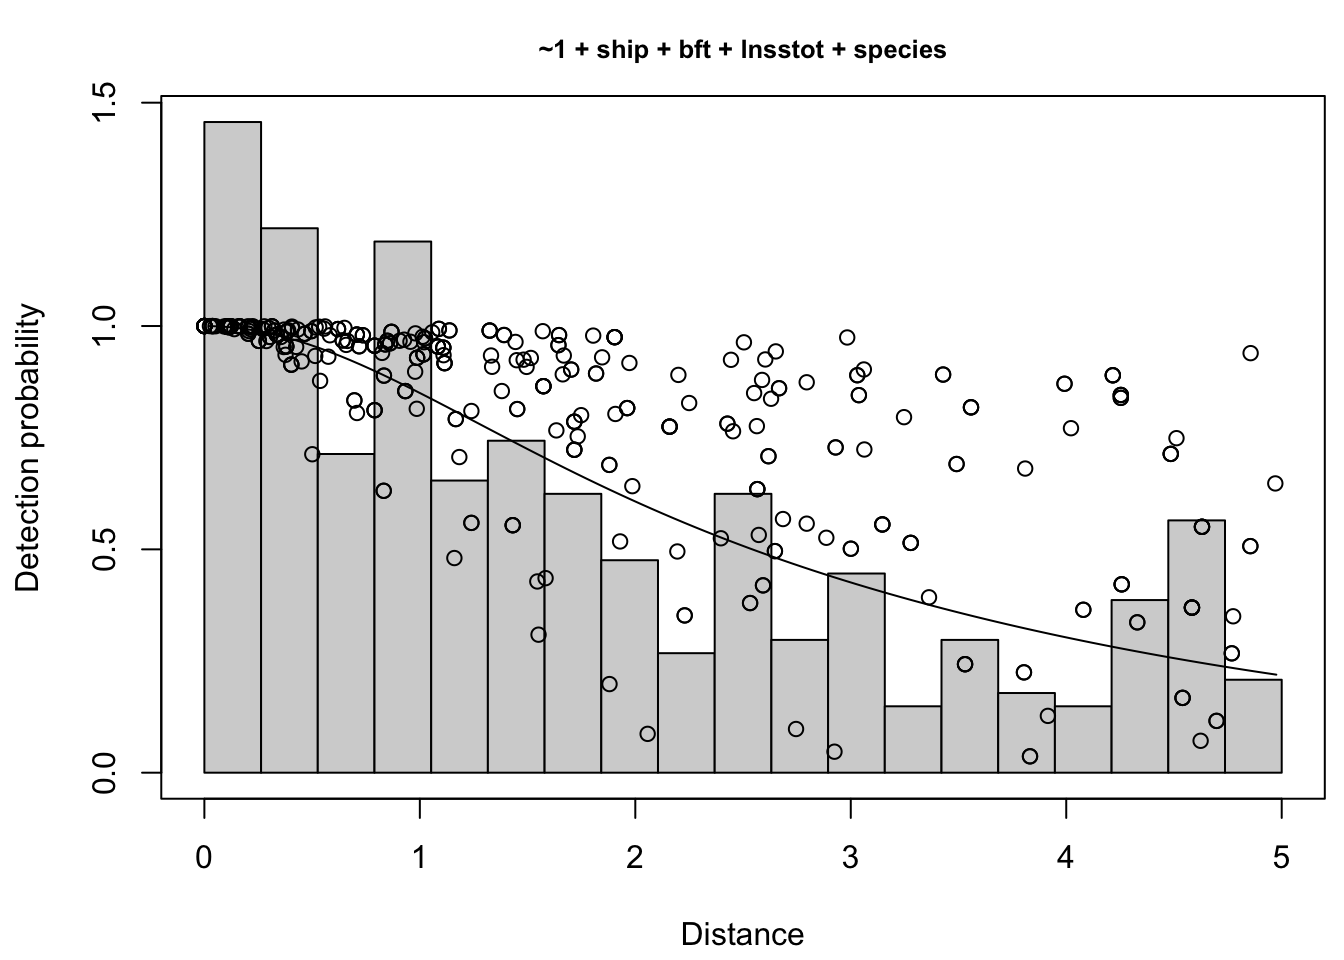 ~1 + ship + bft + lnsstot + species
Detection probability
1.5
1.0
0.5
0.0
0 1 2 3 4 5
Distance